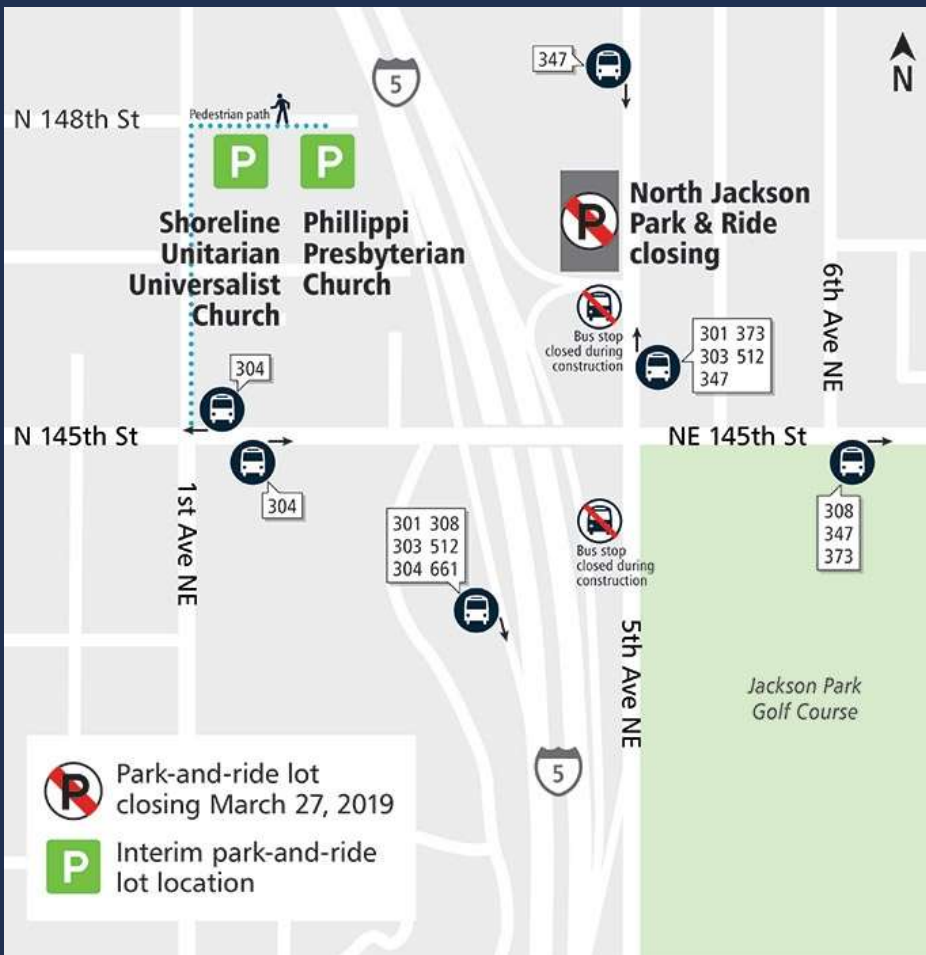 347
N
5
N 148th St
Pedestrian path
P
P
P
North Jackson
Park & Ride
closing
Shoreline
Unitarian
Universalist
Church
Phillippi
Presbyterian
Church
6th Ave NE
Bus stop
closed during
construction
301 373
303 512
347
304
N 145th St
NE 145th St
304
1st Ave NE
301 308
303 512
304 661
Bus stop
closed during
construction
308
347
373
5th Ave NE
Jackson Park
Golf Course
5
P
Park-and-ride lot
closing March 27, 2019
P
Interim park-and-ride
lot location